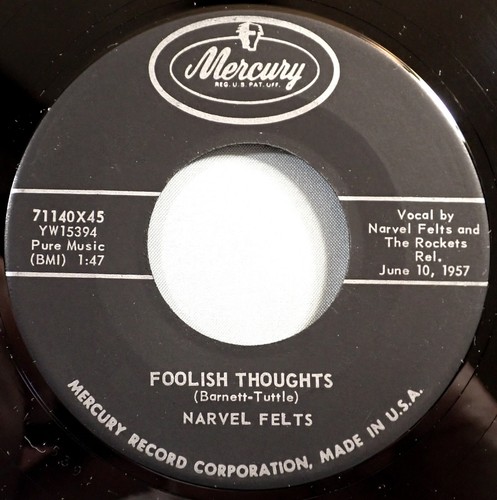 Mercury
REG. U.S. PAT. OFF.
71140X45
YW15394
Pure Music
(BMI) 1:47
Vocal by
Narvel Felts and
The Rockets
Rel.
June 10, 1957
FOOLISH THOUGHTS
(Barnett-Tuttle)
NARVEL FELTS
MERCURY RECORD CORPORATION, MADE IN U.S.A.